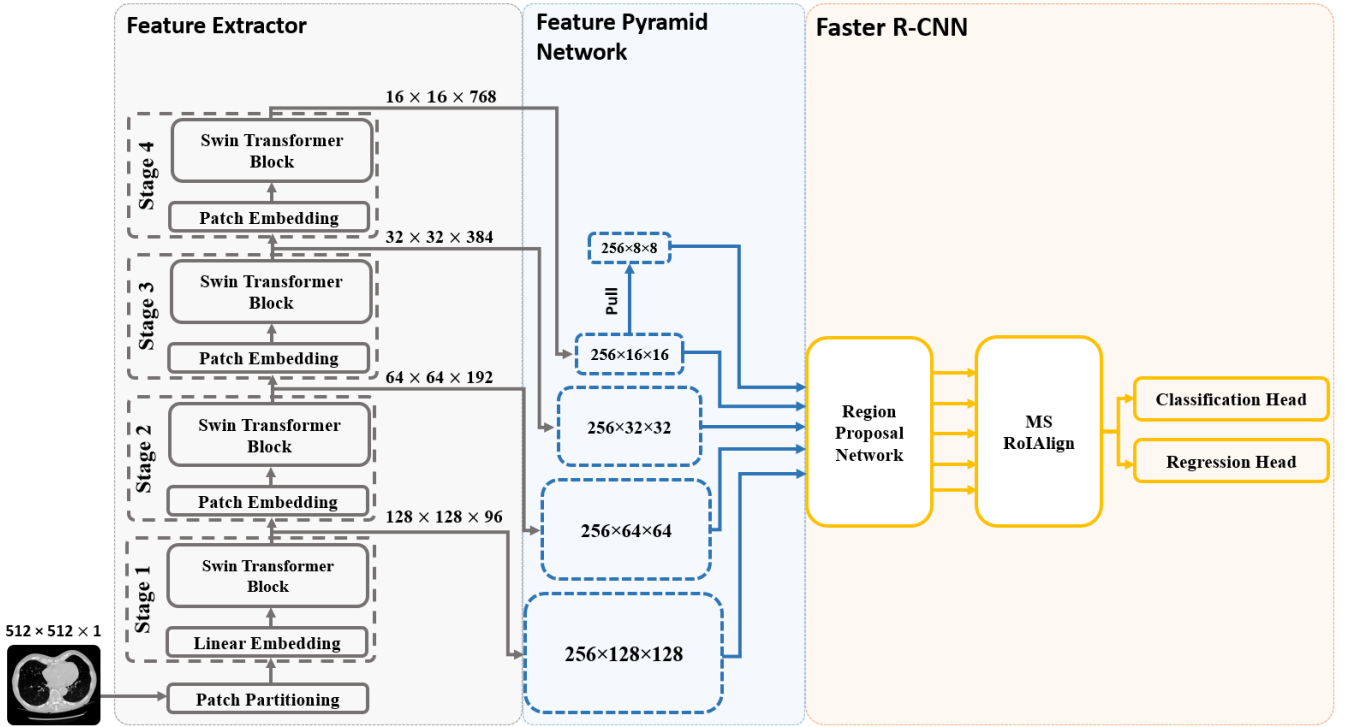 Feature Extractor
Feature Pyramid
Network
Faster R-CNN
16 × 16 × 768
Stage 4
Swin Transformer
Block
Patch Embedding
32 × 32 × 384
Stage 3
Swin Transformer
Block
Patch Embedding
64 × 64 × 192
Stage 2
Swin Transformer
Block
Patch Embedding
128 × 128 × 96
Stage 1
Swin Transformer
Block
Linear Embedding
512 × 512 × 1
Patch Partitioning
256×8×8
Pull
256×16×16
256×32×32
256×64×64
256×128×128
Region
Proposal
Network
MS
RoIAlign
Classification Head
Regression Head